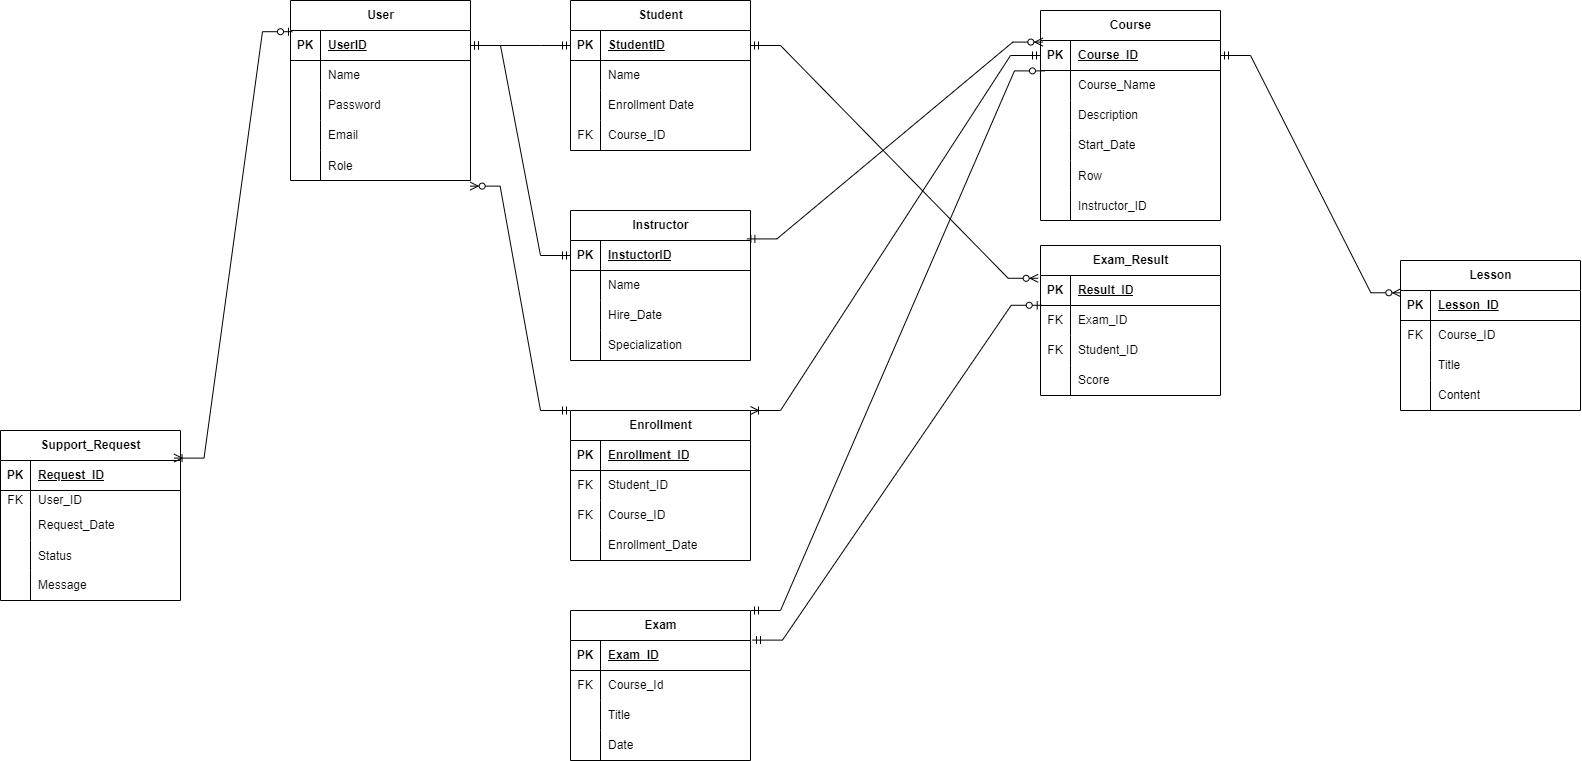 User
PK UserID
Name
Password
Email
Role
Student
PK StudentID
Name
Enrollment Date
FK Course_ID
Course
PK Course_ID
Course_Name
Description
Start_Date
Row
Instructor_ID
Instructor
PK InstuctorID
Name
Hire_Date
Specialization
Exam_Result
PK Result_ID
FK Exam_ID
FK Student_ID
Score
Lesson
PK Lesson_ID
FK Course_ID
Title
Content
Support_Request
PK Request_ID
FK User_ID
Request_Date
Status
Message
Enrollment
PK Enrollment_ID
FK Student_ID
FK Course_ID
Enrollment_Date
Exam
PK Exam_ID
FK Course_Id
Title
Date